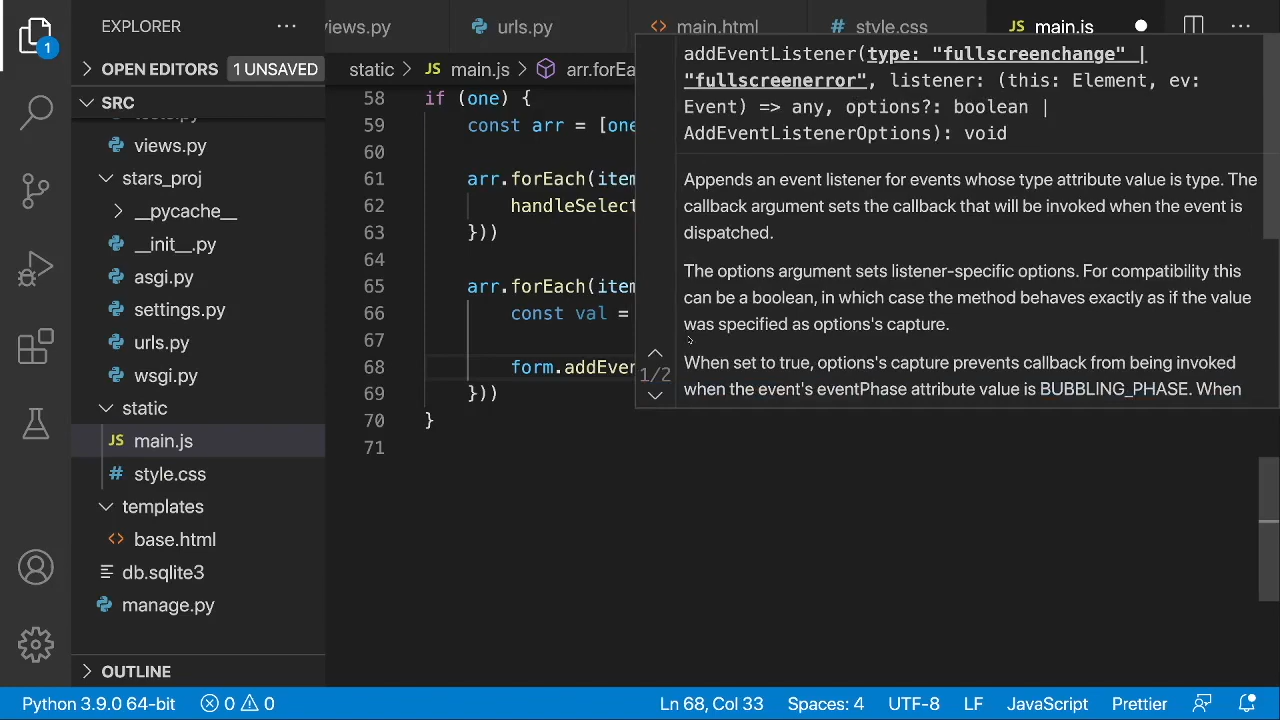 EXPLORER ···
views.py
urls.py
<> main.html
# style.css
JS main.js
···
1
OPEN EDITORS 1 UNSAVED
SRC
views.py
stars_proj
__pycache__
__init__.py
asgi.py
settings.py
urls.py
wsgi.py
static
JS main.js
# style.css
templates
<> base.html
db.sqlite3
manage.py
OUTLINE
static > JS main.js > arr.forEa
58 if (one) {
59 const arr = [one
60
61 arr.forEach(item
62 handleSelect
63 }))
64
65 arr.forEach(item
66 const val =
67
68 form.addEver
69 }))
70 }
71
addEventListener(type: "fullscreenchange" |
"fullscreenerror", listener: (this: Element, ev:
Event) => any, options?: boolean |
AddEventListenerOptions): void
Appends an event listener for events whose type attribute value is type. The
callback argument sets the callback that will be invoked when the event is
dispatched.
The options argument sets listener-specific options. For compatibility this
can be a boolean, in which case the method behaves exactly as if the value
was specified as options's capture.
When set to true, options's capture prevents callback from being invoked
when the event's eventPhase attribute value is BUBBLING_PHASE. When
1/2
Python 3.9.0 64-bit 0 0 Ln 68, Col 33 Spaces: 4 UTF-8 LF JavaScript Prettier